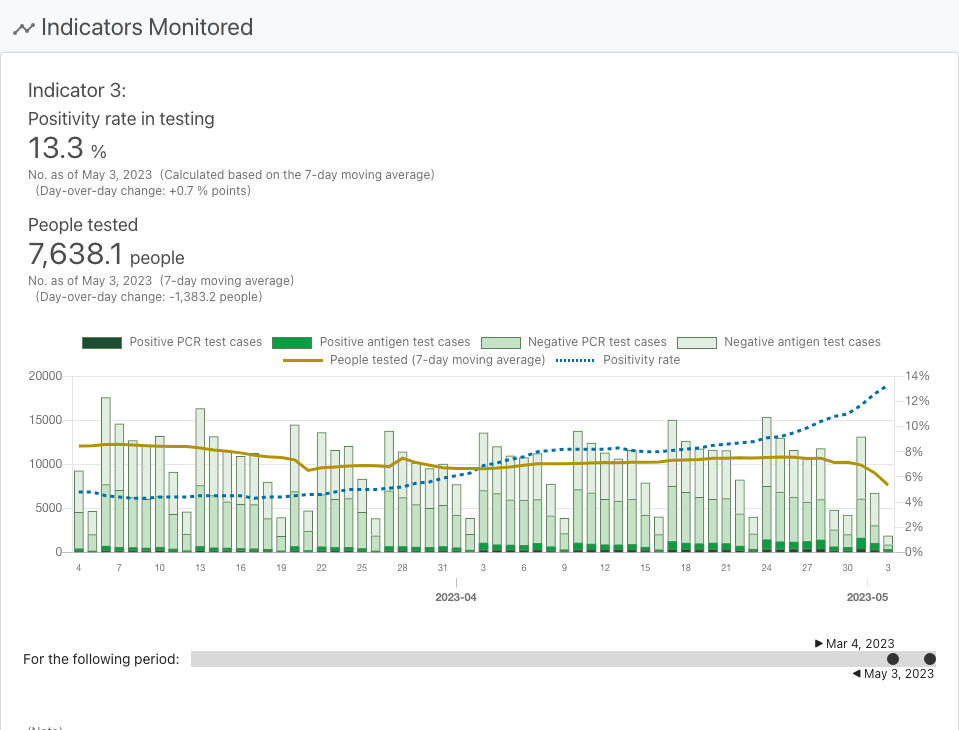 Indicators Monitored
Indicator 3:
Positivity rate in testing
13.3 %
No. as of May 3, 2023 (Calculated based on the 7-day moving average)
(Day-over-day change: +0.7 % points)
People tested
7,638.1 people
No. as of May 3, 2023 (7-day moving average)
(Day-over-day change: -1,383.2 people)
Positive PCR test cases Positive antigen test cases Negative PCR test cases Negative antigen test cases
People tested (7-day moving average) Positivity rate
20000 14%
12%
15000 10%
10000 8%
6%
5000 4%
2%
0 0%
4 7 10 13 16 19 22 25 28 31 3 6 9 12 15 18 21 24 27 30 3
2023-04 2023-05
▶ Mar 4, 2023
For the following period:
◀ May 3, 2023
(Note)